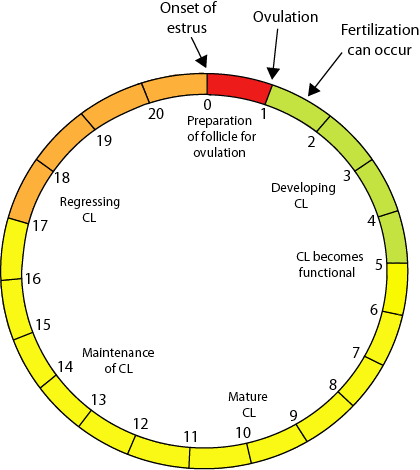 Onset of
estrus
Ovulation
Fertilization
can occur
0
1
2
3
4
5
6
7
8
9
10
11
12
13
14
15
16
17
18
19
20
Preparation
of follicle for
ovulation
Developing
CL
CL becomes
functional
Mature
CL
Maintenance
of CL
Regressing
CL